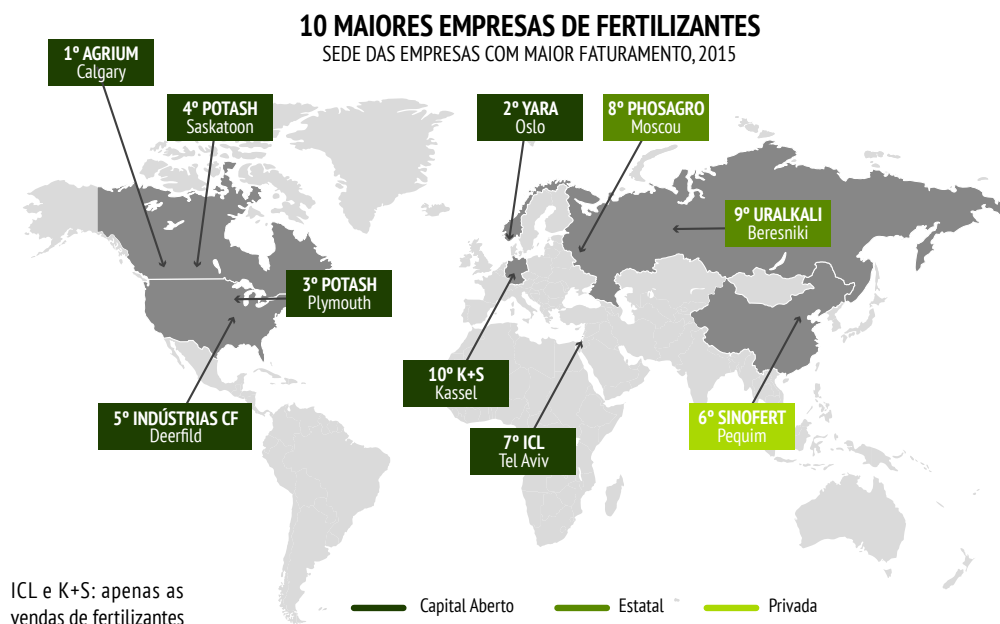 10 MAIORES EMPRESAS DE FERTILIZANTES
SEDE DAS EMPRESAS COM MAIOR FATURAMENTO, 2015
1º AGRIUM
Calgary
4º POTASH
Saskatoon
2º YARA
Oslo
8º PHOSAGRO
Moscou
9º URALKALI
Beresniki
3º POTASH
Plymouth
10º K+S
Kassel
5º INDÚSTRIAS CF
Deerfild
7º ICL
Tel Aviv
6º SINOFERT
Pequim
ICL e K+S: apenas as
vendas de fertilizantes
Capital Aberto
Estatal
Privada